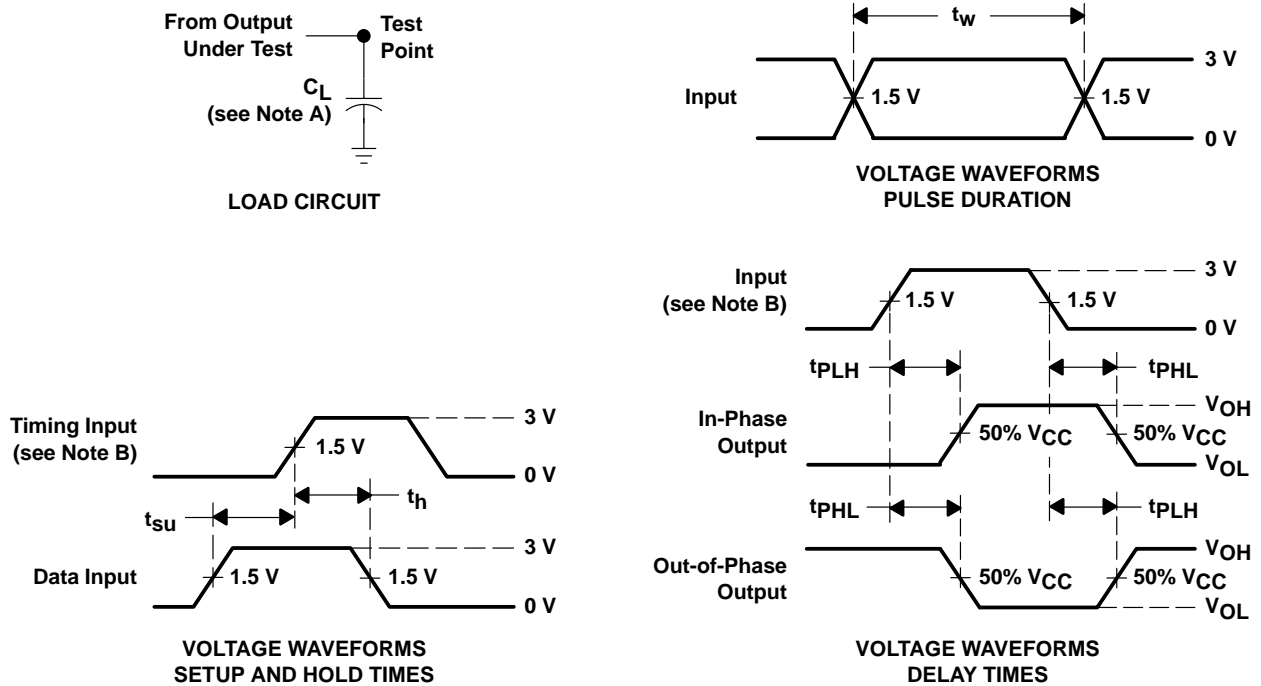 From Output
Under Test
Test
Point
CL
(see Note A)
LOAD CIRCUIT
tw
Input
1.5 V
1.5 V
3 V
0 V
VOLTAGE WAVEFORMS
PULSE DURATION
Timing Input
(see Note B)
1.5 V
3 V
0 V
th
tsu
Data Input
1.5 V
1.5 V
3 V
0 V
VOLTAGE WAVEFORMS
SETUP AND HOLD TIMES
Input
(see Note B)
1.5 V
1.5 V
3 V
0 V
tPLH
tPHL
In-Phase
Output
50% VCC
50% VCC
VOH
VOL
tPHL
tPLH
Out-of-Phase
Output
50% VCC
50% VCC
VOH
VOL
VOLTAGE WAVEFORMS
DELAY TIMES